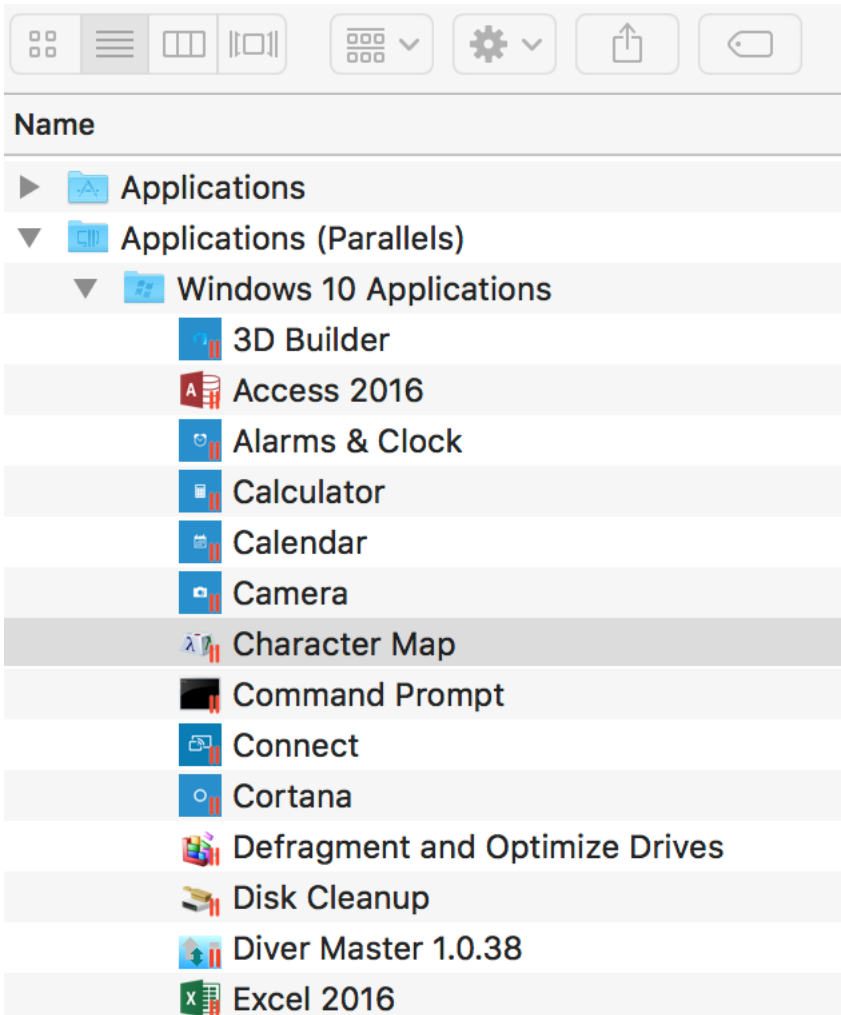 Name
Applications
Applications (Parallels)
Windows 10 Applications
3D Builder
Access 2016
Alarms & Clock
Calculator
Calendar
Camera
Character Map
Command Prompt
Connect
Cortana
Defragment and Optimize Drives
Disk Cleanup
Diver Master 1.0.38
Excel 2016